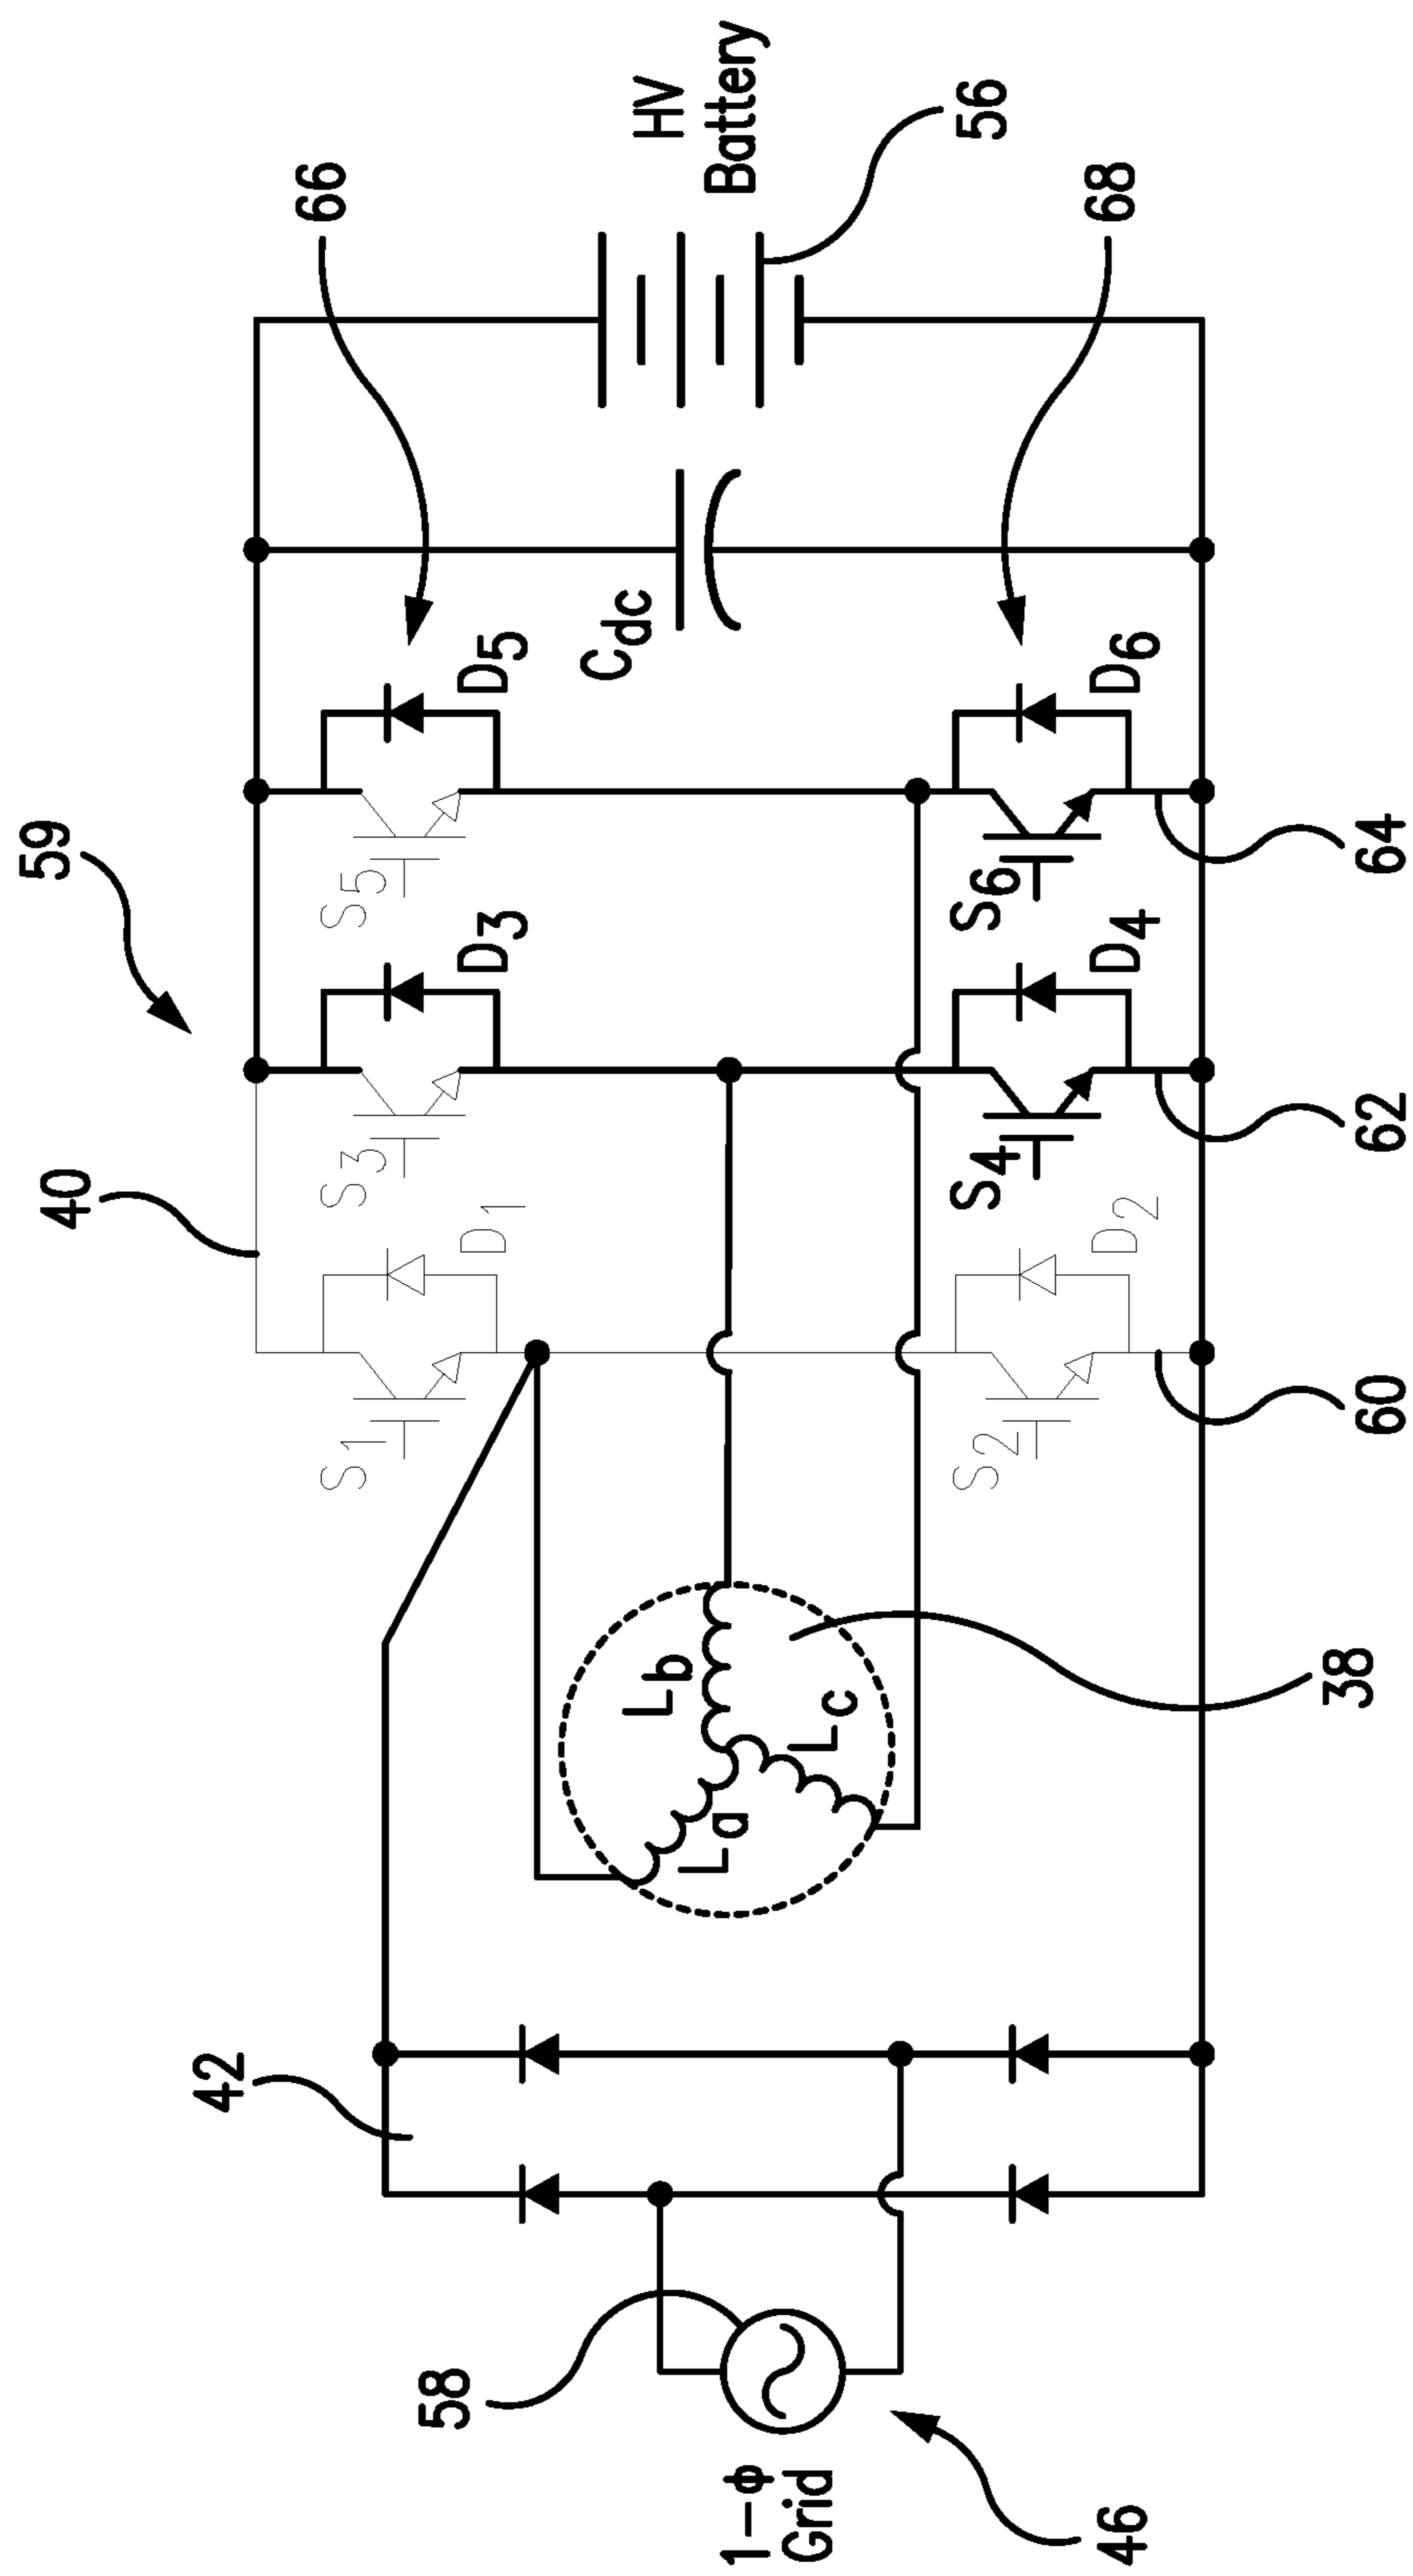 59
40
66
42
S1
D1
S3
D3
S5
D5
HV
Battery
58
La
Lb
Lc
Cdc
56
1-ϕ
Grid
46
38
S2
D2
S4
D4
S6
D6
68
60
62
64